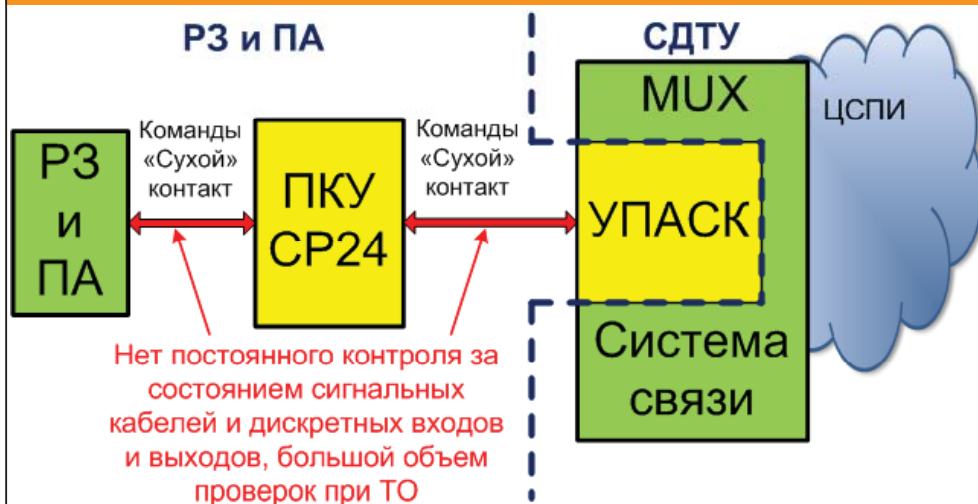 РЗ и ПА
СДТУ
РЗ
и
ПА
Команды
«Сухой»
контакт
ПКУ
СР24
Команды
«Сухой»
контакт
MUX
УПАСК
Система
связи
ЦСПИ
Нет постоянного контроля за
состоянием сигнальных
кабелей и дискретных входов
и выходов, большой объем
проверок при ТО